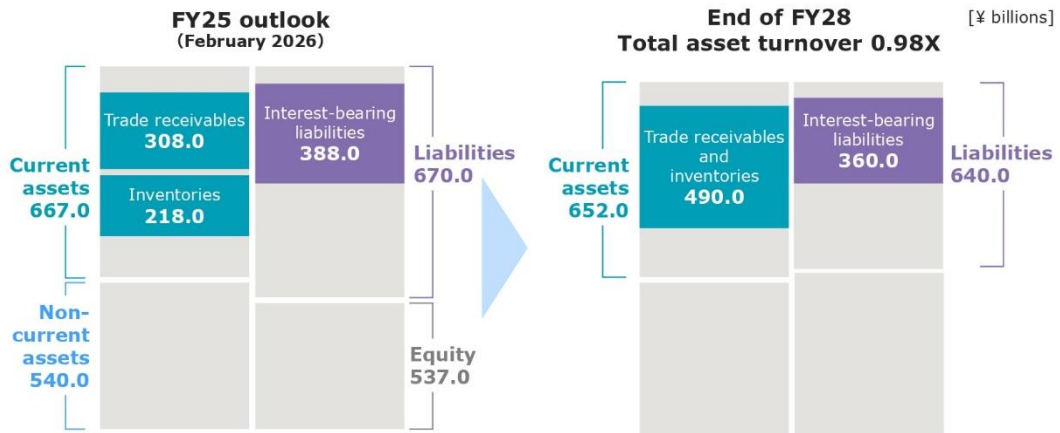 FY25 outlook
(February 2026)
Current
assets
667.0
Non-
current
assets
540.0
Trade receivables
308.0
Inventories
218.0
Interest-bearing
liabilities
388.0
Liabilities
670.0
Equity
537.0
End of FY28
Total asset turnover 0.98X
[¥ billions]
Current
assets
652.0
Trade receivables
and
inventories
490.0
Interest-bearing
liabilities
360.0
Liabilities
640.0